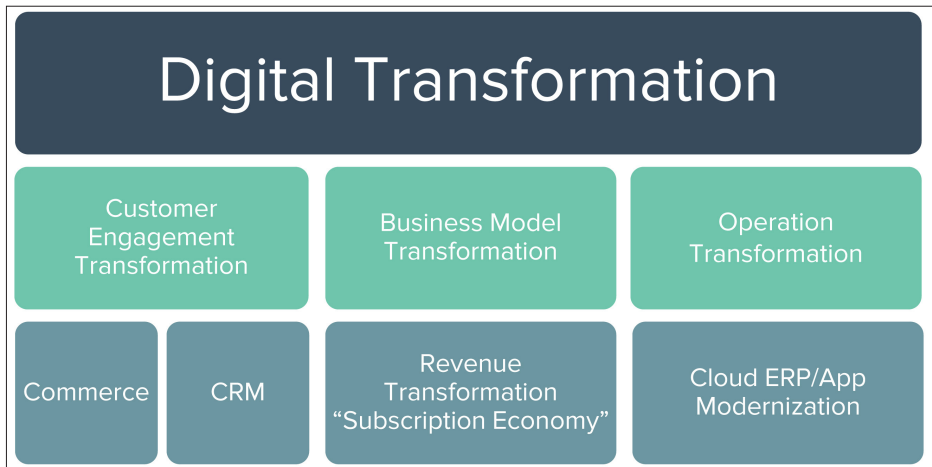 Digital Transformation
Customer
Engagement
Transformation
Business Model
Transformation
Operation
Transformation
Commerce
CRM
Revenue
Transformation
“Subscription Economy”
Cloud ERP/App
Modernization